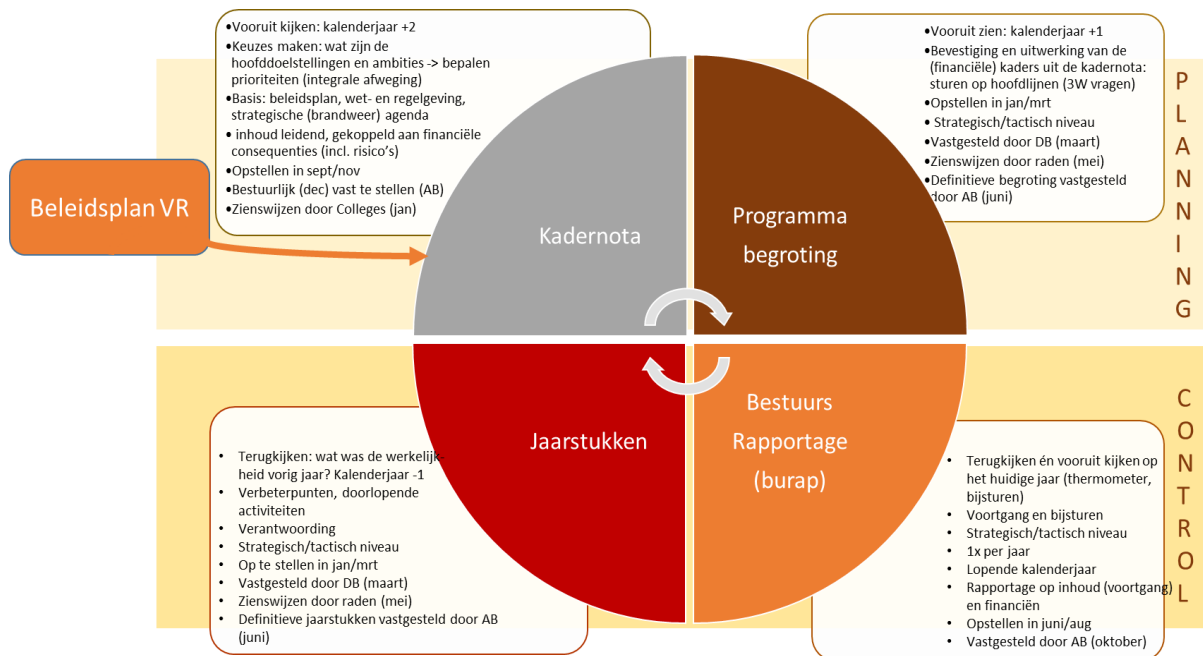 •Vooruit kijken: kalenderjaar +2
•Keuzes maken: wat zijn de
hoofddoelstellingen en ambities -> bepalen
prioriteiten (integrale afweging)
•Basis: beleidsplan, wet- en regelgeving,
strategische (brandweer) agenda
• inhoud leidend, gekoppeld aan financiële
consequenties (incl. risico's)
•Opstellen in sept/nov
•Bestuurlijk (dec) vast te stellen (AB)
•Zienswijzen door Colleges (jan)
•Vooruit zien: kalenderjaar +1
•Bevestiging en uitwerking van de
(financiële) kaders uit de kadernota:
sturen op hoofdlijnen (3W vragen)
•Opstellen in jan/mrt
• Strategisch/tactisch niveau
•Vastgesteld door DB (maart)
•Zienswijzen door raden (mei)
•Definitieve begroting vastgesteld
door AB (juni)
PLANNING
Beleidsplan VR
Kadernota
Programma
begroting
Jaarstukken
Bestuurs
Rapportage
(burap)
• Terugkijken: wat was de werkelijk-
heid vorig jaar? Kalenderjaar -1
• Verbeterpunten, doorlopende
activiteiten
• Verantwoording
• Strategisch/tactisch niveau
• Op te stellen in jan/mrt
• Vastgesteld door DB (maart)
• Zienswijzen door raden (mei)
• Definitieve jaarstukken vastgesteld door AB
(juni)
• Terugkijken én vooruit kijken op
het huidige jaar (thermometer,
bijsturen)
• Voortgang en bijsturen
• Strategisch/tactisch niveau
• 1x per jaar
• Lopende kalenderjaar
• Rapportage op inhoud (voortgang)
en financiën
• Opstellen in juni/aug
• Vastgesteld door AB (oktober)
CONTROL